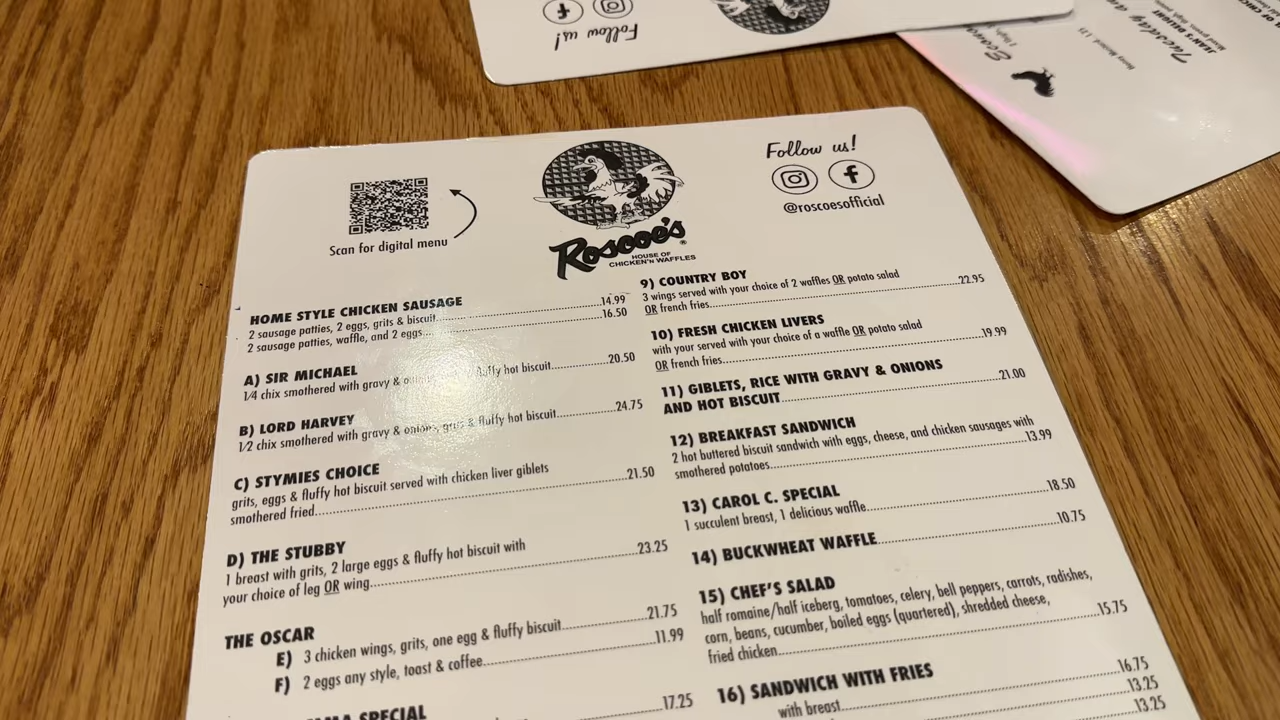 Follow us!
JEAN'S DELIGHT
Scan for digital menu
Roscoe's
HOUSE OF
CHICKEN'N WAFFLES
Follow us!
@roscoesofficial
HOME STYLE CHICKEN SAUSAGE
2 sausage patties, 2 eggs, grits & biscuit 14.99
2 sausage patties, waffle, and 2 eggs 16.50
A) SIR MICHAEL
1/4 chix smothered with gravy & fluffy hot biscuit 20.50
B) LORD HARVEY
1/2 chix smothered with gravy & onions, grits & fluffy hot biscuit 24.75
C) STYMIES CHOICE
grits, eggs & fluffy hot biscuit served with chicken liver giblets
smothered fried 21.50
D) THE STUBBY
1 breast with grits, 2 large eggs & fluffy hot biscuit with
your choice of leg OR wing 23.25
THE OSCAR
E) 3 chicken wings, grits, one egg & fluffy biscuit 21.75
F) 2 eggs any style, toast & coffee 11.99
SPECIAL
17.25
9) COUNTRY BOY
3 wings served with your choice of 2 waffles OR potato salad
OR french fries 22.95
10) FRESH CHICKEN LIVERS
with your served with your choice of a waffle OR potato salad
OR french fries 19.99
11) GIBLETS, RICE WITH GRAVY & ONIONS
AND HOT BISCUIT 21.00
12) BREAKFAST SANDWICH
2 hot buttered biscuit sandwich with eggs, cheese, and chicken sausages with
smothered potatoes 13.99
13) CAROL C. SPECIAL
1 succulent breast, 1 delicious waffle 18.50
14) BUCKWHEAT WAFFLE 10.75
15) CHEF'S SALAD
half romaine/half iceberg, tomatoes, celery, bell peppers, carrots, radishes,
corn, beans, cucumber, boiled eggs (quartered), shredded cheese,
fried chicken 15.75
16) SANDWICH WITH FRIES
with breast 16.75
13.25
13.25